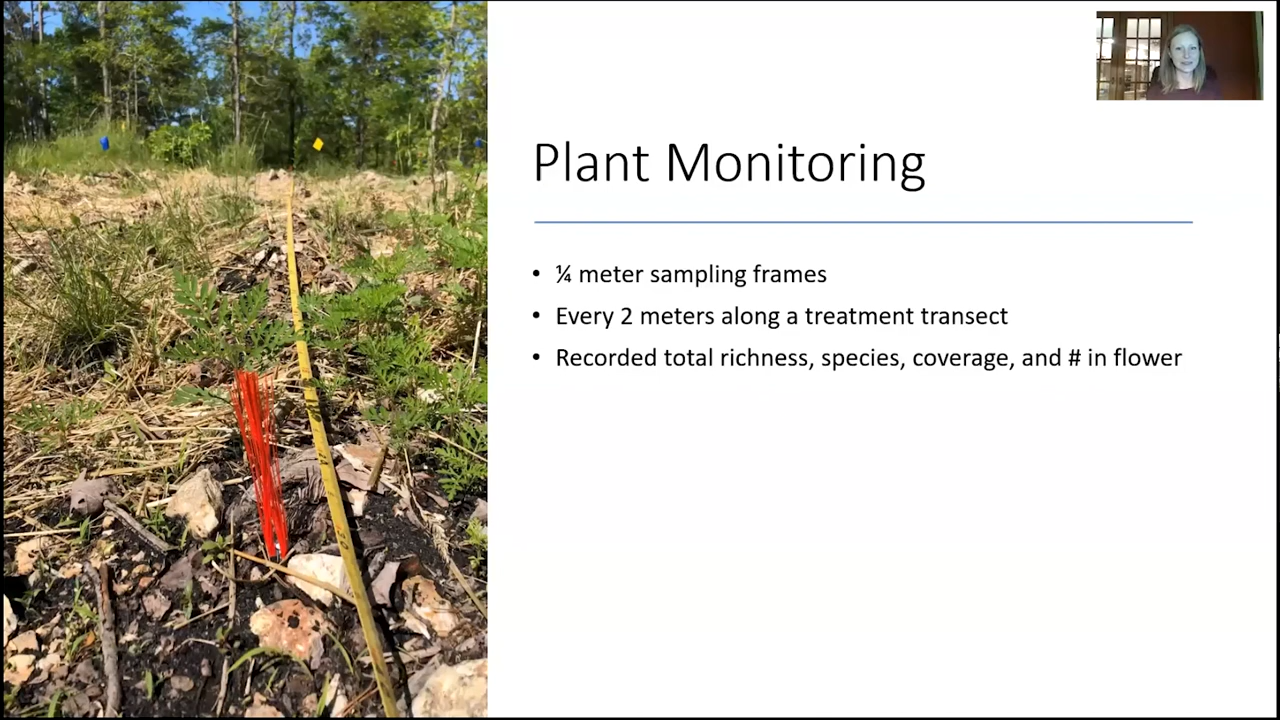 Plant Monitoring
• ¼ meter sampling frames
• Every 2 meters along a treatment transect
• Recorded total richness, species, coverage, and # in flower